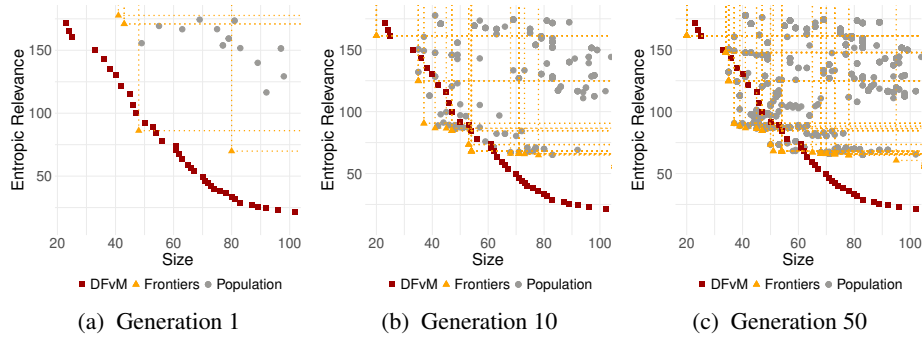 Entropic Relevance
150
100
50
20 40 60 80 100
Size
DFvM Frontiers Population
(a) Generation 1
Entropic Relevance
150
100
50
20 40 60 80 100
Size
DFvM Frontiers Population
(b) Generation 10
Entropic Relevance
150
100
50
20 40 60 80 100
Size
DFvM Frontiers Population
(c) Generation 50